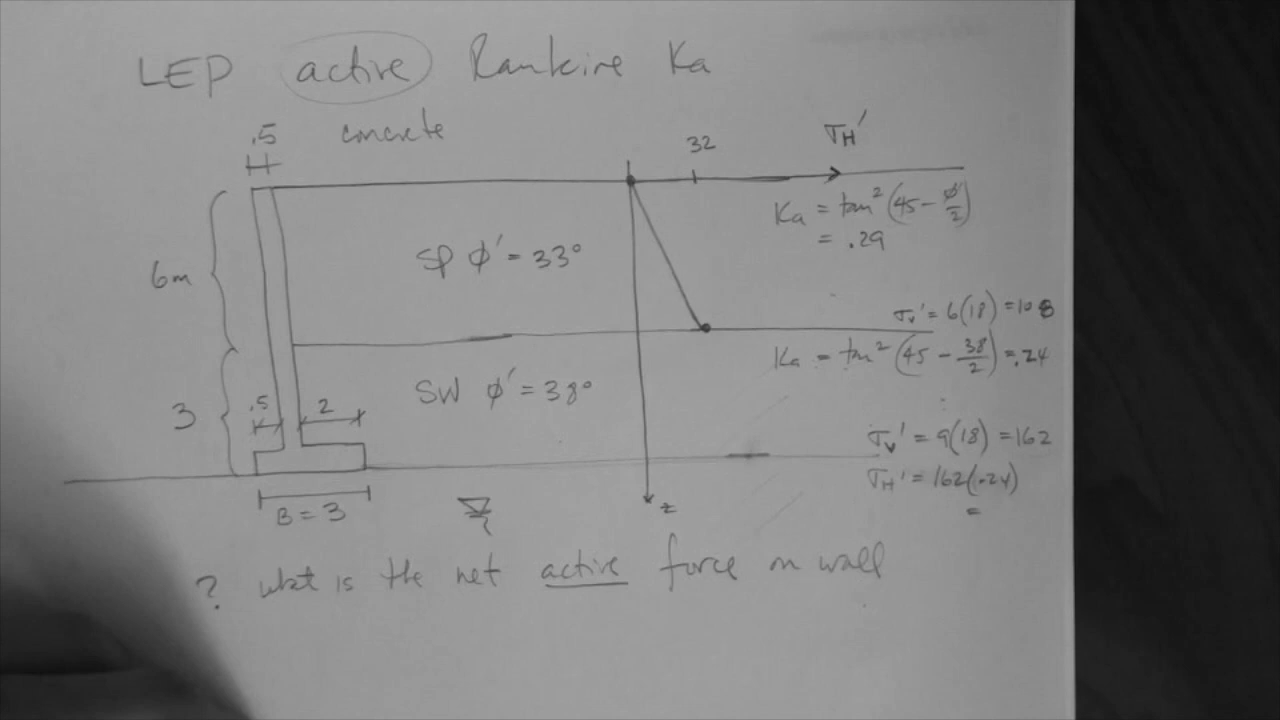 LEP active Rankine Ka
.5 concrete
32 σH'
Ka = tan² (45 - φ'/2)
= .29
6m SP φ' = 33°
σv' = 6(18) = 108
Ka = tan² (45 - 38/2) = .24
3 .5 2 SW φ' = 38°
σv' = 9(18) = 162
σH' = 162(.24)
=
B = 3 z
? what is the net active force on wall